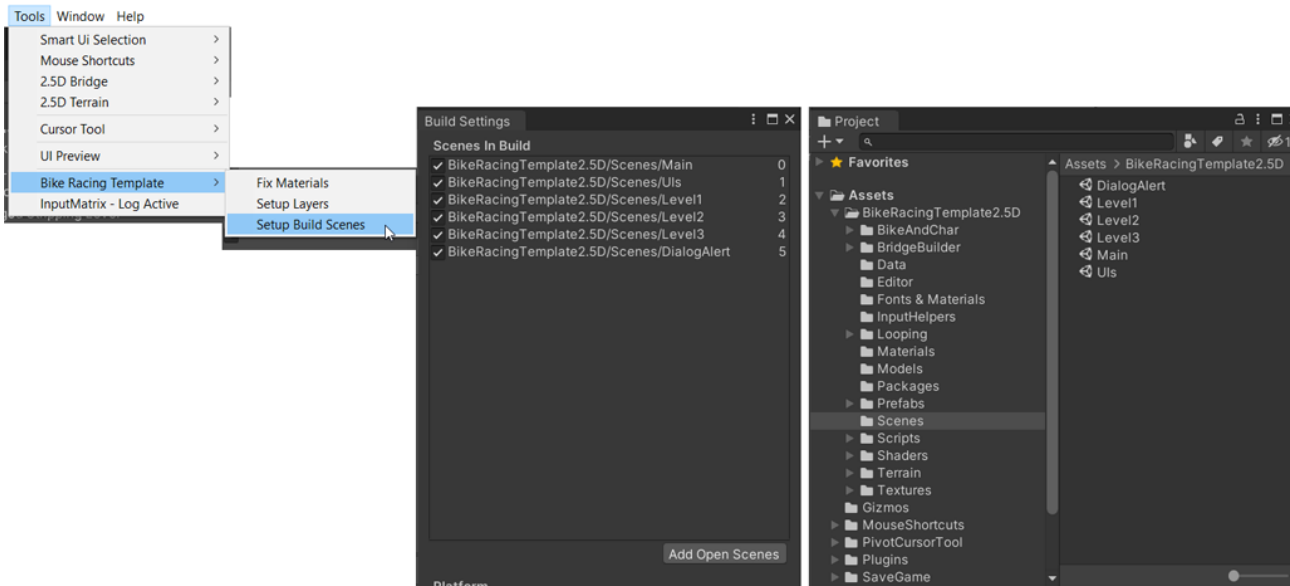 Tools Window Help
Smart Ui Selection
Mouse Shortcuts
2.5D Bridge
2.5D Terrain
Cursor Tool
UI Preview
Bike Racing Template
InputMatrix - Log Active
Fix Materials
Setup Layers
Setup Build Scenes
Build Settings
Scenes In Build
BikeRacingTemplate2.5D/Scenes/Main 0
BikeRacingTemplate2.5D/Scenes/UIs 1
BikeRacingTemplate2.5D/Scenes/Level1 2
BikeRacingTemplate2.5D/Scenes/Level2 3
BikeRacingTemplate2.5D/Scenes/Level3 4
BikeRacingTemplate2.5D/Scenes/DialogAlert 5
Add Open Scenes
Platform
Project
Favorites
Assets
BikeRacingTemplate2.5D
BikeAndChar
BridgeBuilder
Data
Editor
Fonts & Materials
InputHelpers
Looping
Materials
Models
Packages
Prefabs
Scenes
Scripts
Shaders
Terrain
Textures
Gizmos
MouseShortcuts
PivotCursorTool
Plugins
SaveGame
Assets > BikeRacingTemplate2.5D
DialogAlert
Level1
Level2
Level3
Main
UIs